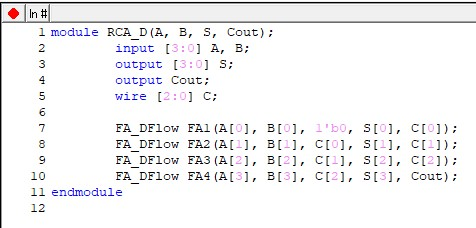 In #
1 module RCA_D(A, B, S, Cout);
2 input [3:0] A, B;
3 output [3:0] S;
4 output Cout;
5 wire [2:0] C;
6
7 FA_DFlow FA1(A[0], B[0], 1'b0, S[0], C[0]);
8 FA_DFlow FA2(A[1], B[1], C[0], S[1], C[1]);
9 FA_DFlow FA3(A[2], B[2], C[1], S[2], C[2]);
10 FA_DFlow FA4(A[3], B[3], C[2], S[3], Cout);
11 endmodule
12